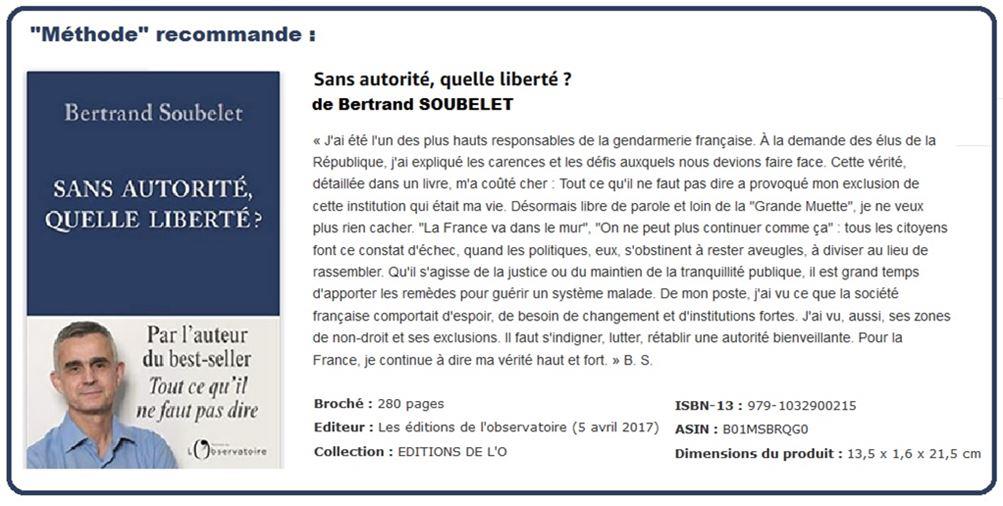 "Méthode" recommande :
Bertrand Soubelet
SANS AUTORITÉ,
QUELLE LIBERTÉ ?
Par l'auteur
du best-seller
Tout ce qu'il
ne faut pas dire
L'Observatoire
Sans autorité, quelle liberté ?
de Bertrand SOUBELET
« J'ai été l'un des plus hauts responsables de la gendarmerie française. À la demande des élus de la
République, j'ai expliqué les carences et les défis auxquels nous devions faire face. Cette vérité,
détaillée dans un livre, m'a coûté cher : Tout ce qu'il ne faut pas dire a provoqué mon exclusion de
cette institution qui était ma vie. Désormais libre de parole et loin de la "Grande Muette", je ne veux
plus rien cacher. "La France va dans le mur", "On ne peut plus continuer comme ça" : tous les citoyens
font ce constat d'échec, quand les politiques, eux, s'obstinent à rester aveugles, à diviser au lieu de
rassembler. Qu'il s'agisse de la justice ou du maintien de la tranquillité publique, il est grand temps
d'apporter les remèdes pour guérir un système malade. De mon poste, j'ai vu ce que la société
française comportait d'espoir, de besoin de changement et d'institutions fortes. J'ai vu, aussi, ses zones
de non-droit et ses exclusions. Il faut s'indigner, lutter, rétablir une autorité bienveillante. Pour la
France, je continue à dire ma vérité haut et fort. » B. S.
Broché : 280 pages
Editeur : Les éditions de l'observatoire (5 avril 2017)
Collection : EDITIONS DE L'O
ISBN-13 : 979-1032900215
ASIN : B01MSBRQG0
Dimensions du produit : 13,5 x 1,6 x 21,5 cm